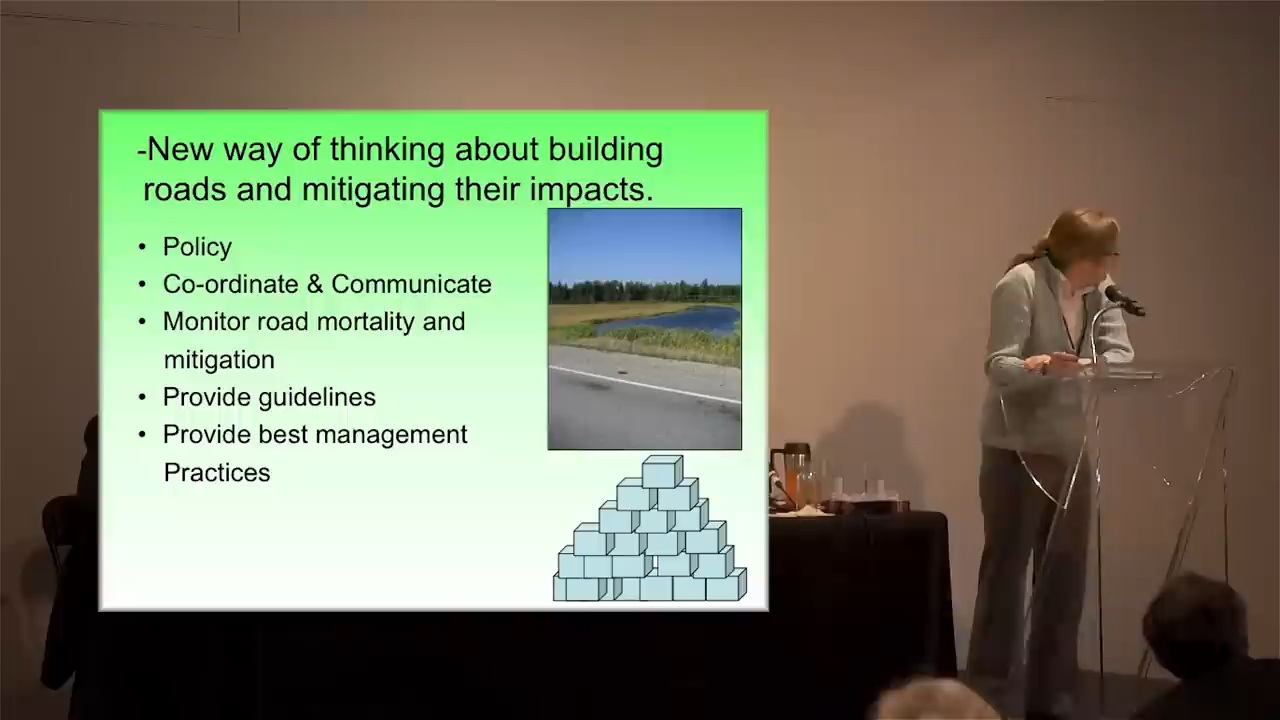 -New way of thinking about building
roads and mitigating their impacts.
• Policy
• Co-ordinate & Communicate
• Monitor road mortality and
mitigation
• Provide guidelines
• Provide best management
Practices